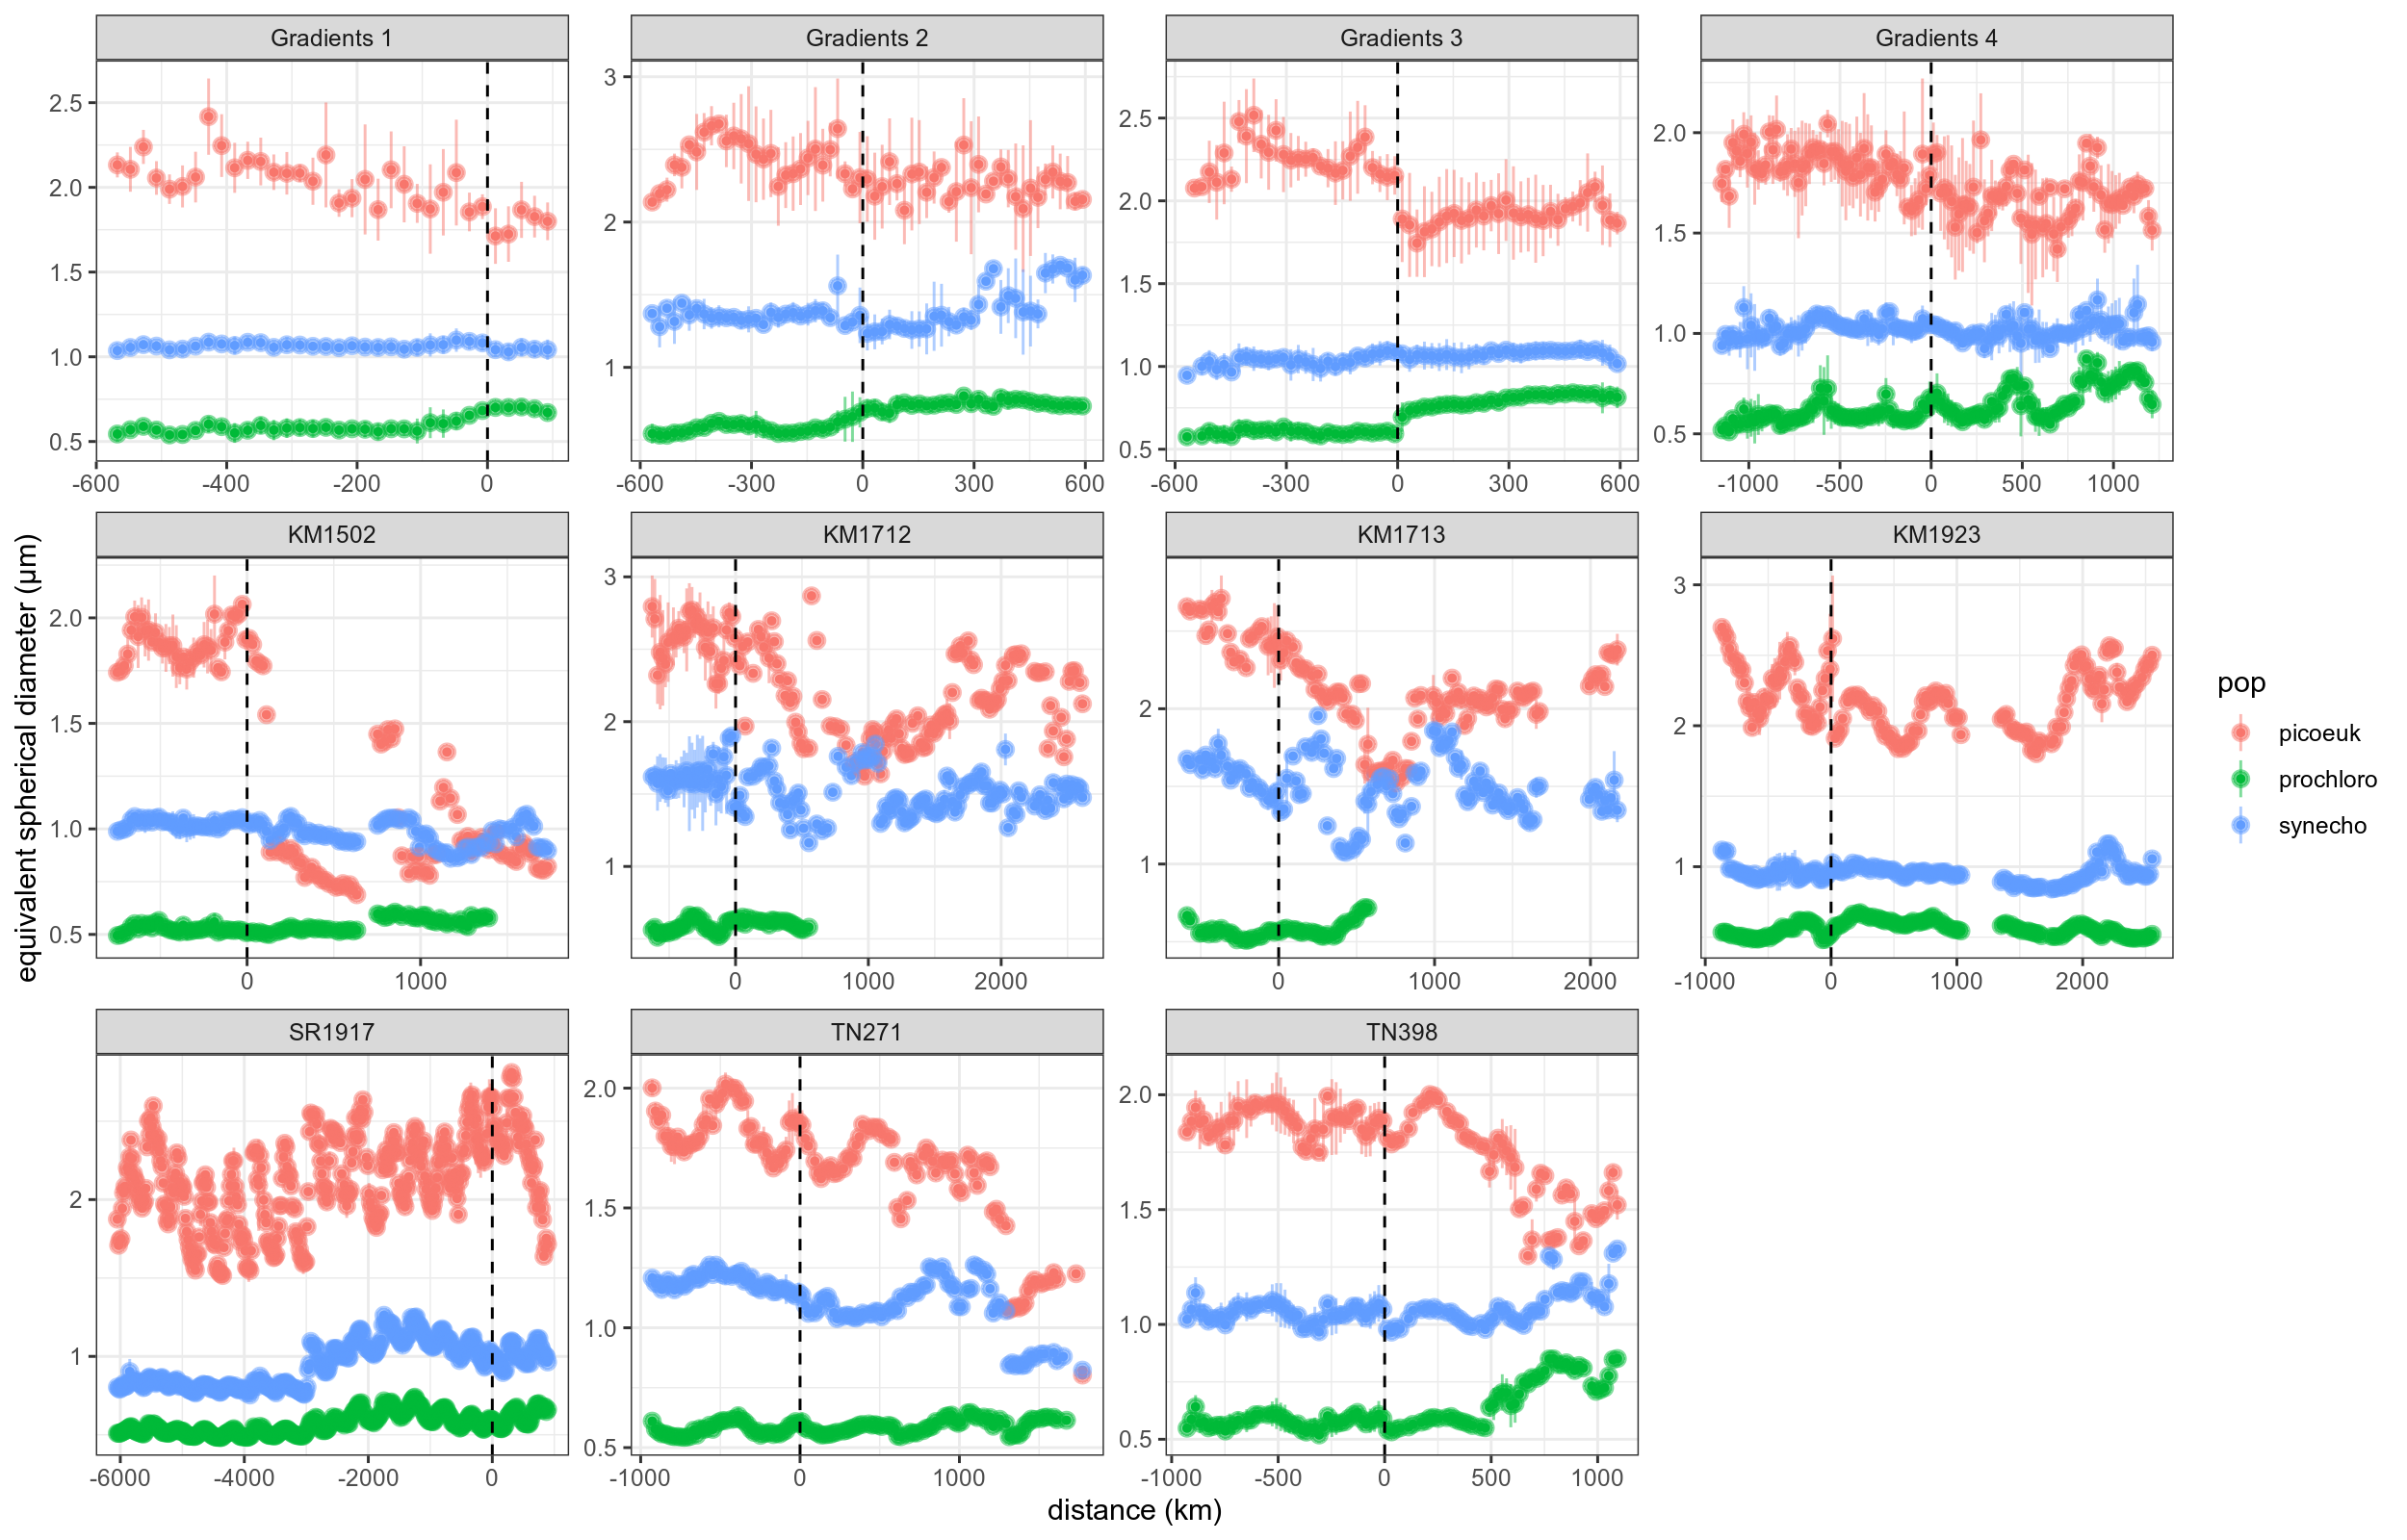 Gradients 1
Gradients 2
Gradients 3
Gradients 4
2.5
2.0
1.5
1.0
0.5
3
2
1
2.5
2.0
1.5
1.0
0.5
2.0
1.5
1.0
0.5
-600 -400 -200 0
-600 -300 0 300 600
-600 -300 0 300 600
-1000 -500 0 500 1000
KM1502
KM1712
KM1713
KM1923
2.0
1.5
1.0
0.5
3
2
1
2
1
3
2
1
0 1000
0 1000 2000
0 1000 2000
-1000 0 1000 2000
SR1917
TN271
TN398
2
1
2.0
1.5
1.0
0.5
2.0
1.5
1.0
0.5
-6000 -4000 -2000 0
-1000 0 1000
-1000 -500 0 500 1000
distance (km)
equivalent spherical diameter (µm)
pop
picoeuk
prochloro
synecho